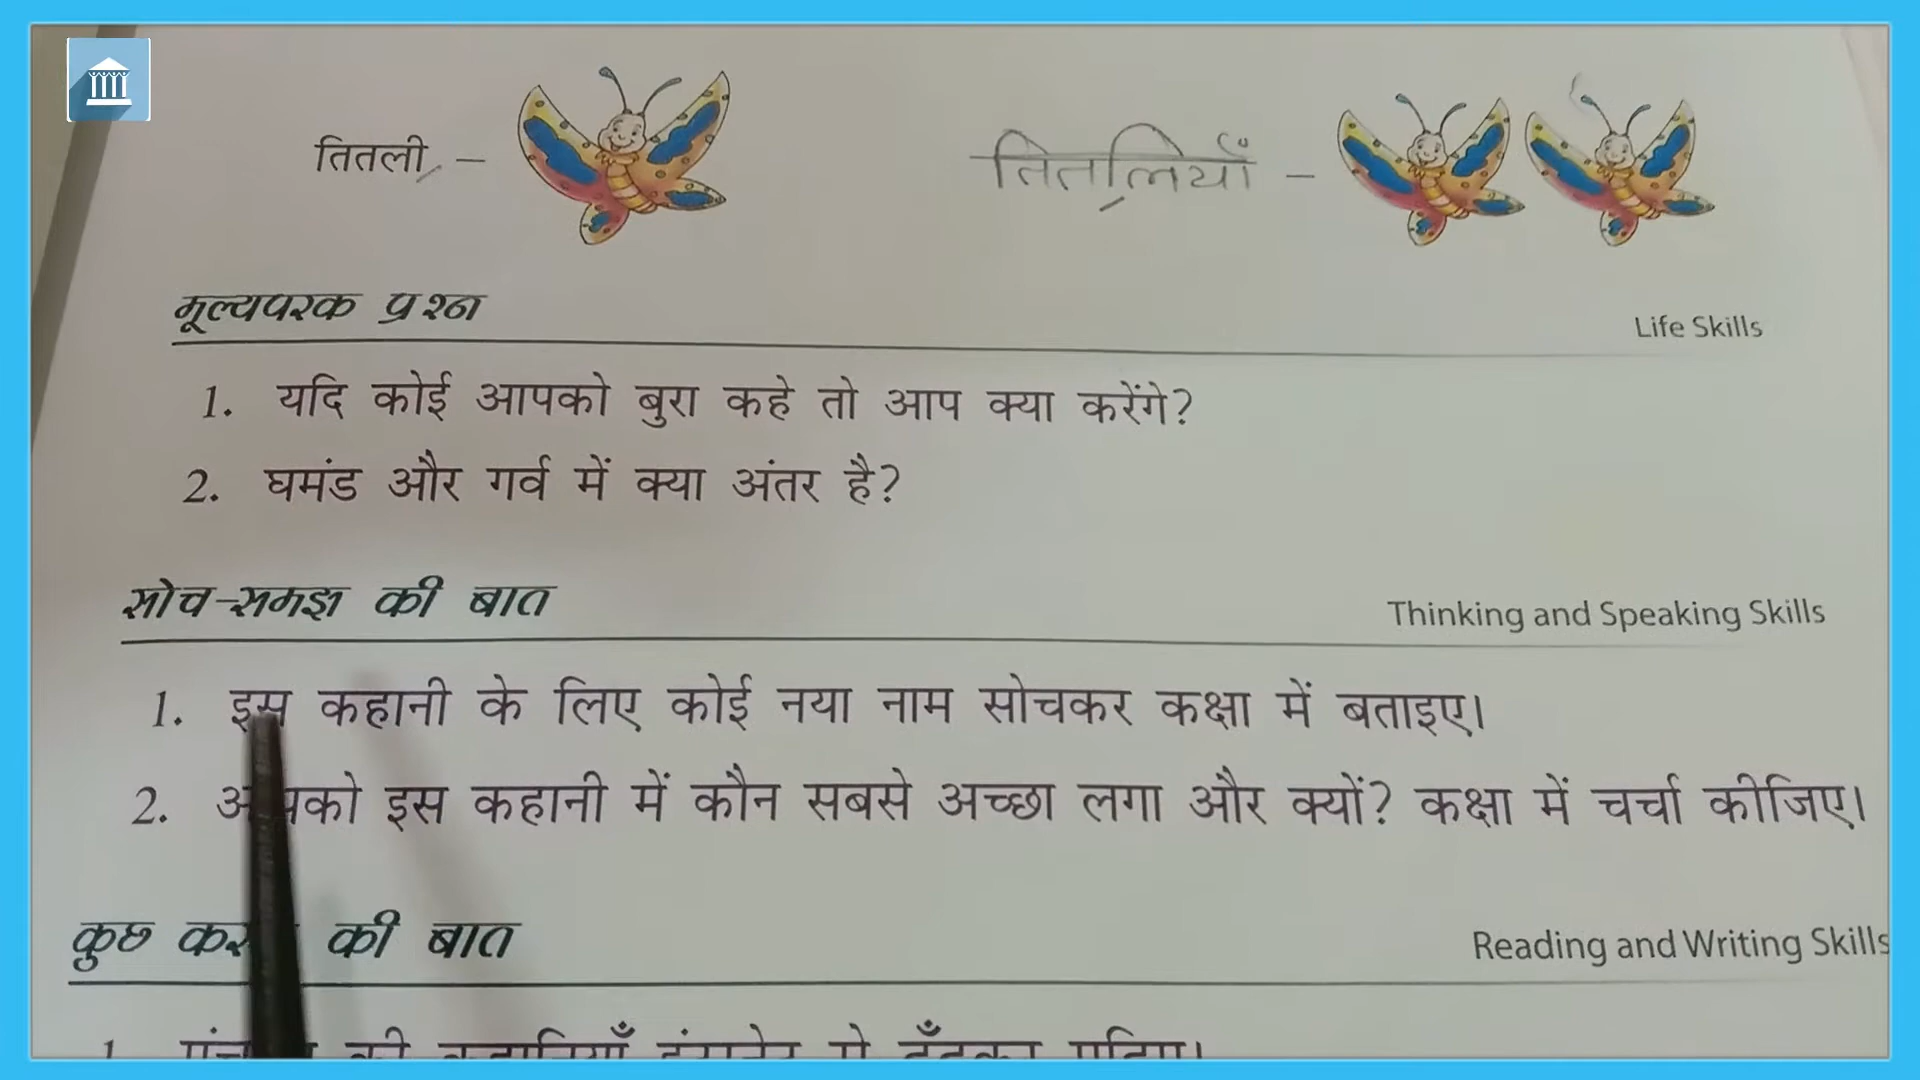 तितली – तितलियाँ –
मूल्यपरक प्रश्न Life Skills
1. यदि कोई आपको बुरा कहे तो आप क्या करेंगे?
2. घमंड और गर्व में क्या अंतर है?
सोच-समझ की बात Thinking and Speaking Skills
1. इस कहानी के लिए कोई नया नाम सोचकर कक्षा में बताइए।
2. इस कहानी में कौन सबसे अच्छा लगा और क्यों? कक्षा में चर्चा कीजिए।
कुछ की बात Reading and Writing Skills
1.